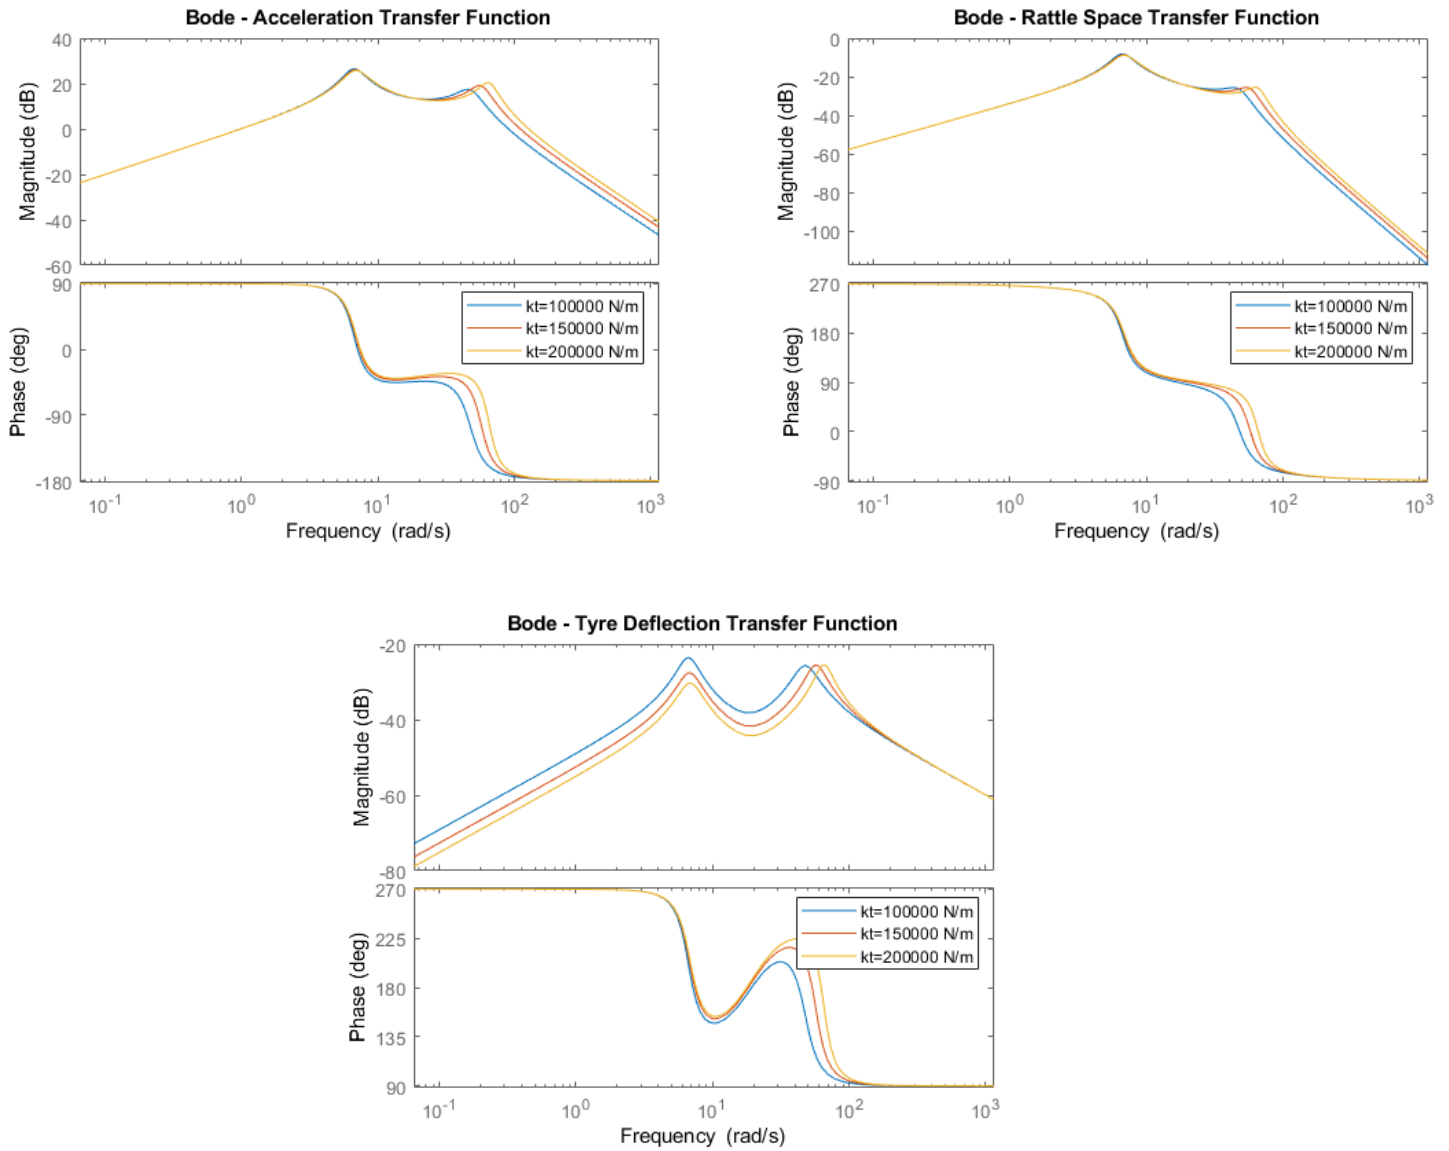 Bode - Acceleration Transfer Function
Magnitude (dB)
40
20
0
-20
-40
-60
Phase (deg)
90
0
-90
-180
kt=100000 N/m
kt=150000 N/m
kt=200000 N/m
10^-1
10^0
10^1
10^2
10^3
Frequency (rad/s)
Bode - Rattle Space Transfer Function
Magnitude (dB)
0
-20
-40
-60
-80
-100
Phase (deg)
270
180
90
0
-90
kt=100000 N/m
kt=150000 N/m
kt=200000 N/m
10^-1
10^0
10^1
10^2
10^3
Frequency (rad/s)
Bode - Tyre Deflection Transfer Function
Magnitude (dB)
-20
-40
-60
-80
Phase (deg)
270
225
180
135
90
kt=100000 N/m
kt=150000 N/m
kt=200000 N/m
10^-1
10^0
10^1
10^2
10^3
Frequency (rad/s)